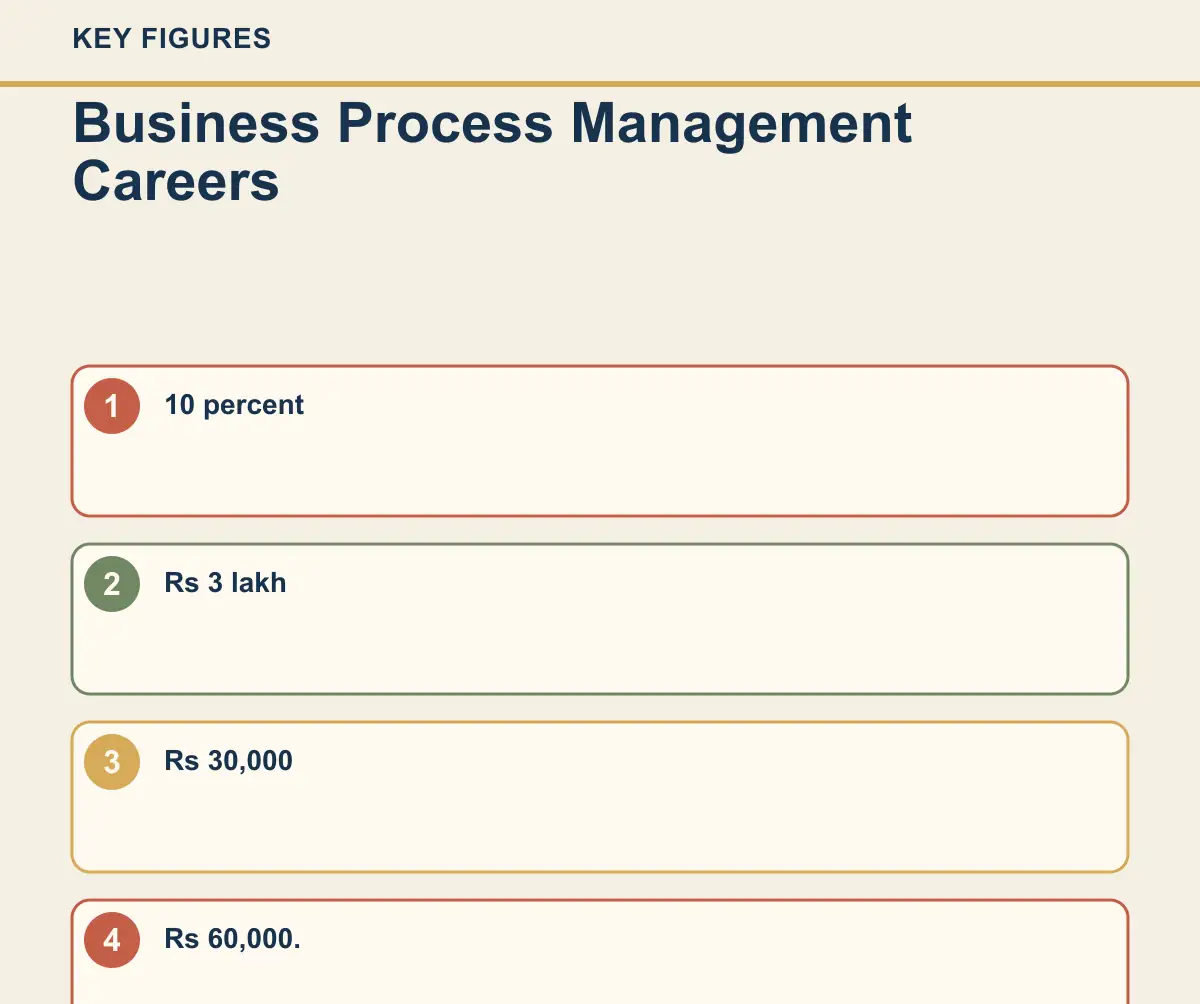 KEY FIGURES
Business Process Management
Careers
1 10 percent
2 Rs 3 lakh
3 Rs 30,000
4 Rs 60,000.